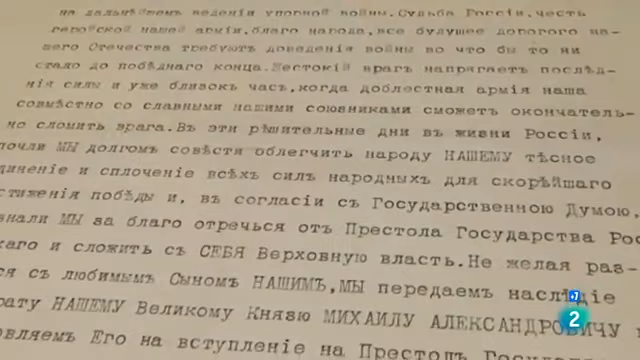 на дальнѣйшемъ веденіи упорной войны. Судьба Россіи, честь
геройской нашей арміи, благо народа, все будущее дорогого на-
шего Отечества требуютъ доведенія войны во что бы то ни
стало до побѣднаго конца. Жестокій врагъ напрягаетъ послѣд-
нія силы и уже близокъ часъ, когда доблестная армія наша
совмѣстно со славными нашими союзниками сможетъ окончатель-
но сломить врага. Въ эти рѣшительные дни въ жизни Россіи,
почли МЫ долгомъ совѣсти облегчить народу НАШЕМУ тѣсное
единеніе и сплоченіе всѣхъ силъ народныхъ для скорѣйшаго
стиженія побѣды и, въ согласіи съ Государственною Думою,
знали МЫ за благо отречься отъ Престола Государства Рос
каго и сложить съ СЕБЯ Верховную власть. Не желая раз-
ся съ любимымъ Сыномъ НАШИМЪ, МЫ передаемъ наслѣдіе
рату НАШЕМУ Великому Князю МИХАИЛУ АЛЕКСАНДРОВИЧУ
овляемъ Его на вступленіе на Престолъ
2